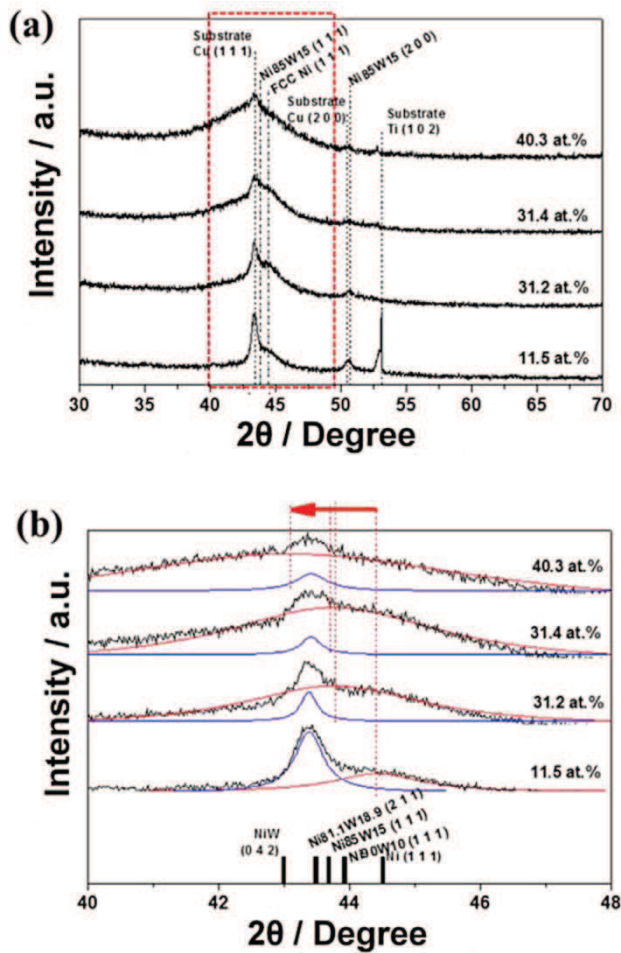 (a)
Substrate
Cu (1 1 1)
Ni85W15 (1 1 1)
FCC Ni (1 1 1)
Substrate
Cu (2 0 0)
Ni85W15 (2 0 0)
Substrate
Ti (1 0 2)
40.3 at.%
31.4 at.%
31.2 at.%
11.5 at.%
Intensity / a.u.
30 35 40 45 50 55 60 65 70
2θ / Degree
(b)
40.3 at.%
31.4 at.%
31.2 at.%
11.5 at.%
Intensity / a.u.
NiW
(0 4 2)
Ni81.1W18.9 (2 1 1)
Ni85W15 (1 1 1)
Ni90W10 (1 1 1)
Ni (1 1 1)
40 42 44 46 48
2θ / Degree